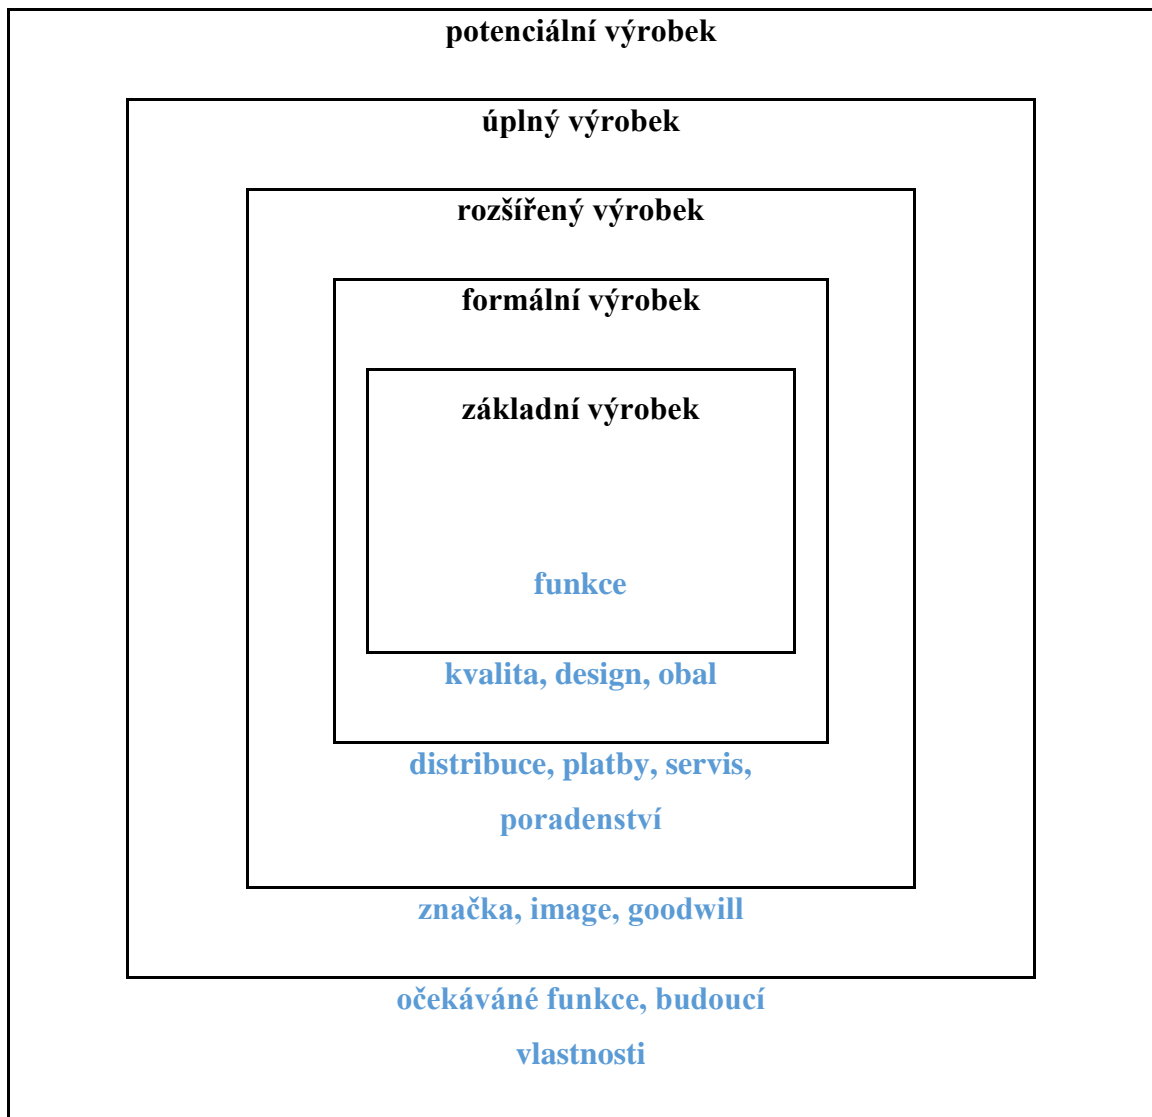 potenciální výrobek
úplný výrobek
rozšířený výrobek
formální výrobek
základní výrobek
funkce
kvalita, design, obal
distribuce, platby, servis,
poradenství
značka, image, goodwill
očekáváné funkce, budoucí
vlastnosti